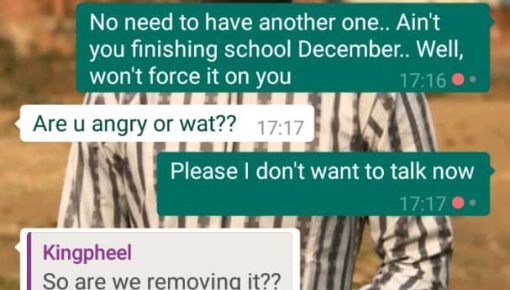 No need to have another one.. Ain't
you finishing school December.. Well,
won't force it on you
17:16
Are u angry or wat?? 17:17
Please I don't want to talk now
17:17
Kingpheel
So are we removing it??